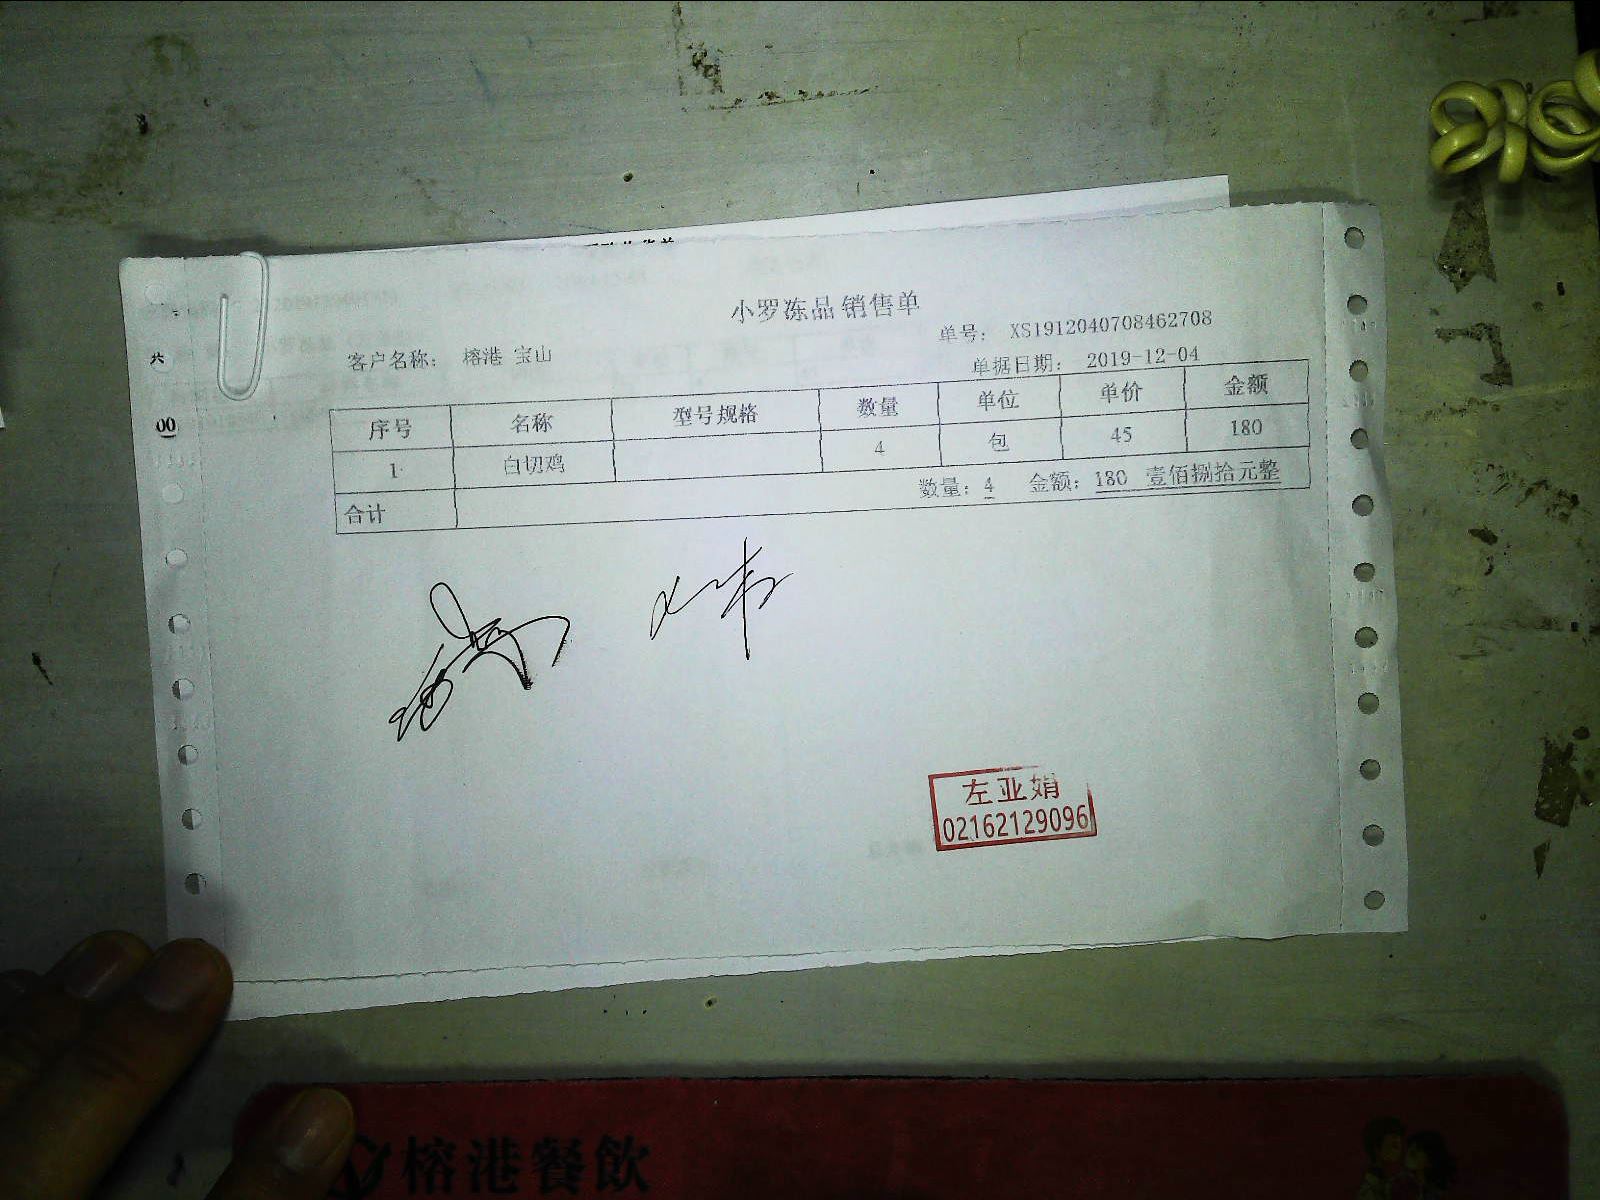 小罗冻品 销售单
单号： XS1912040708462708
客户名称： 榕港 宝山
单据日期： 2019-12-04
序号 名称 型号规格 数量 单位 单价 金额
1 白切鸡 4 包 45 180
合计 数量：4 金额：180 壹佰捌拾元整
共
00
左亚娟
02162129096
榕港餐飲